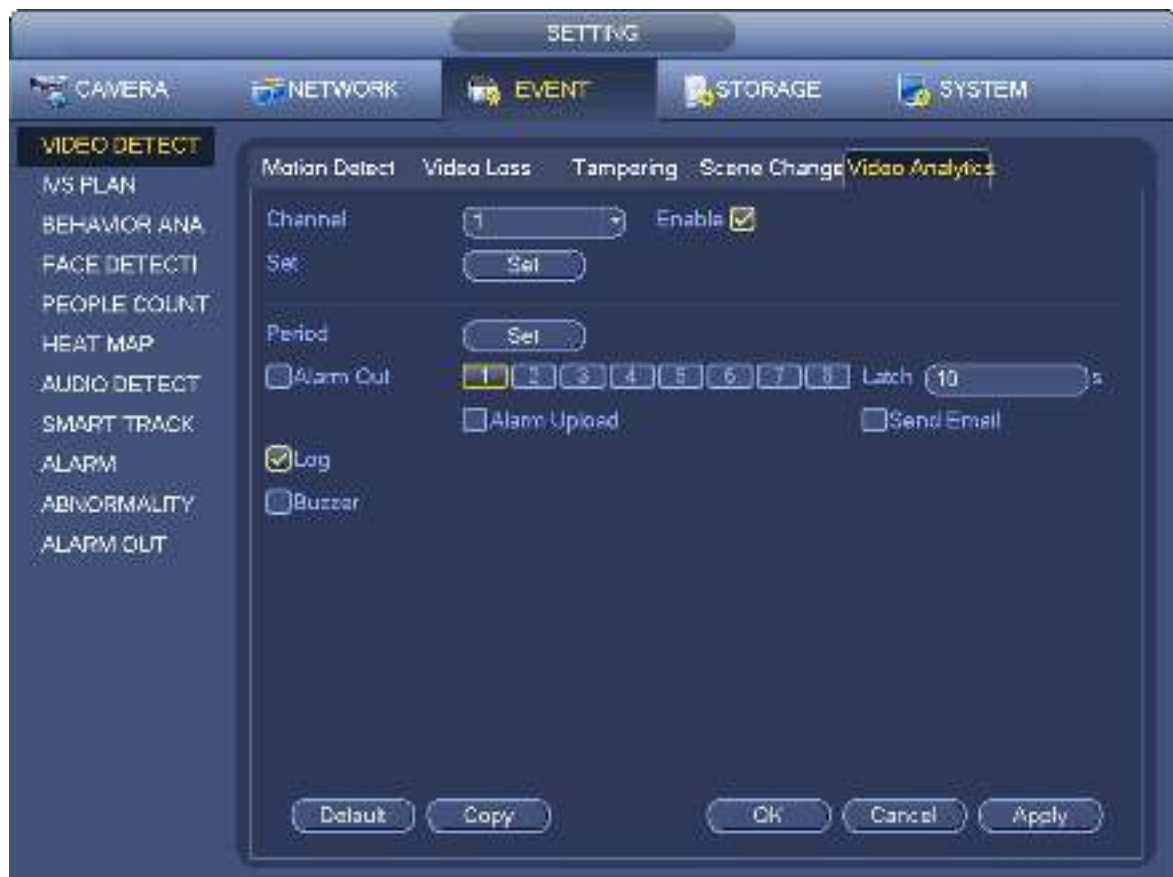 SETTING
CAMERA NETWORK EVENT STORAGE SYSTEM
VIDEO DETECT
IVS PLAN
BEHAVIOR ANA
FACE DETECTI
PEOPLE COUNT
HEAT MAP
AUDIO DETECT
SMART TRACK
ALARM
ABNORMALITY
ALARM OUT
Motion Detect Video Loss Tampering Scene Change Video Analytics
Channel 1 Enable
Set Set
Period Set
Alarm Out 1 2 3 4 5 6 7 8 Latch 10 s
Alarm Upload Send Email
Log
Buzzer
Default Copy OK Cancel Apply